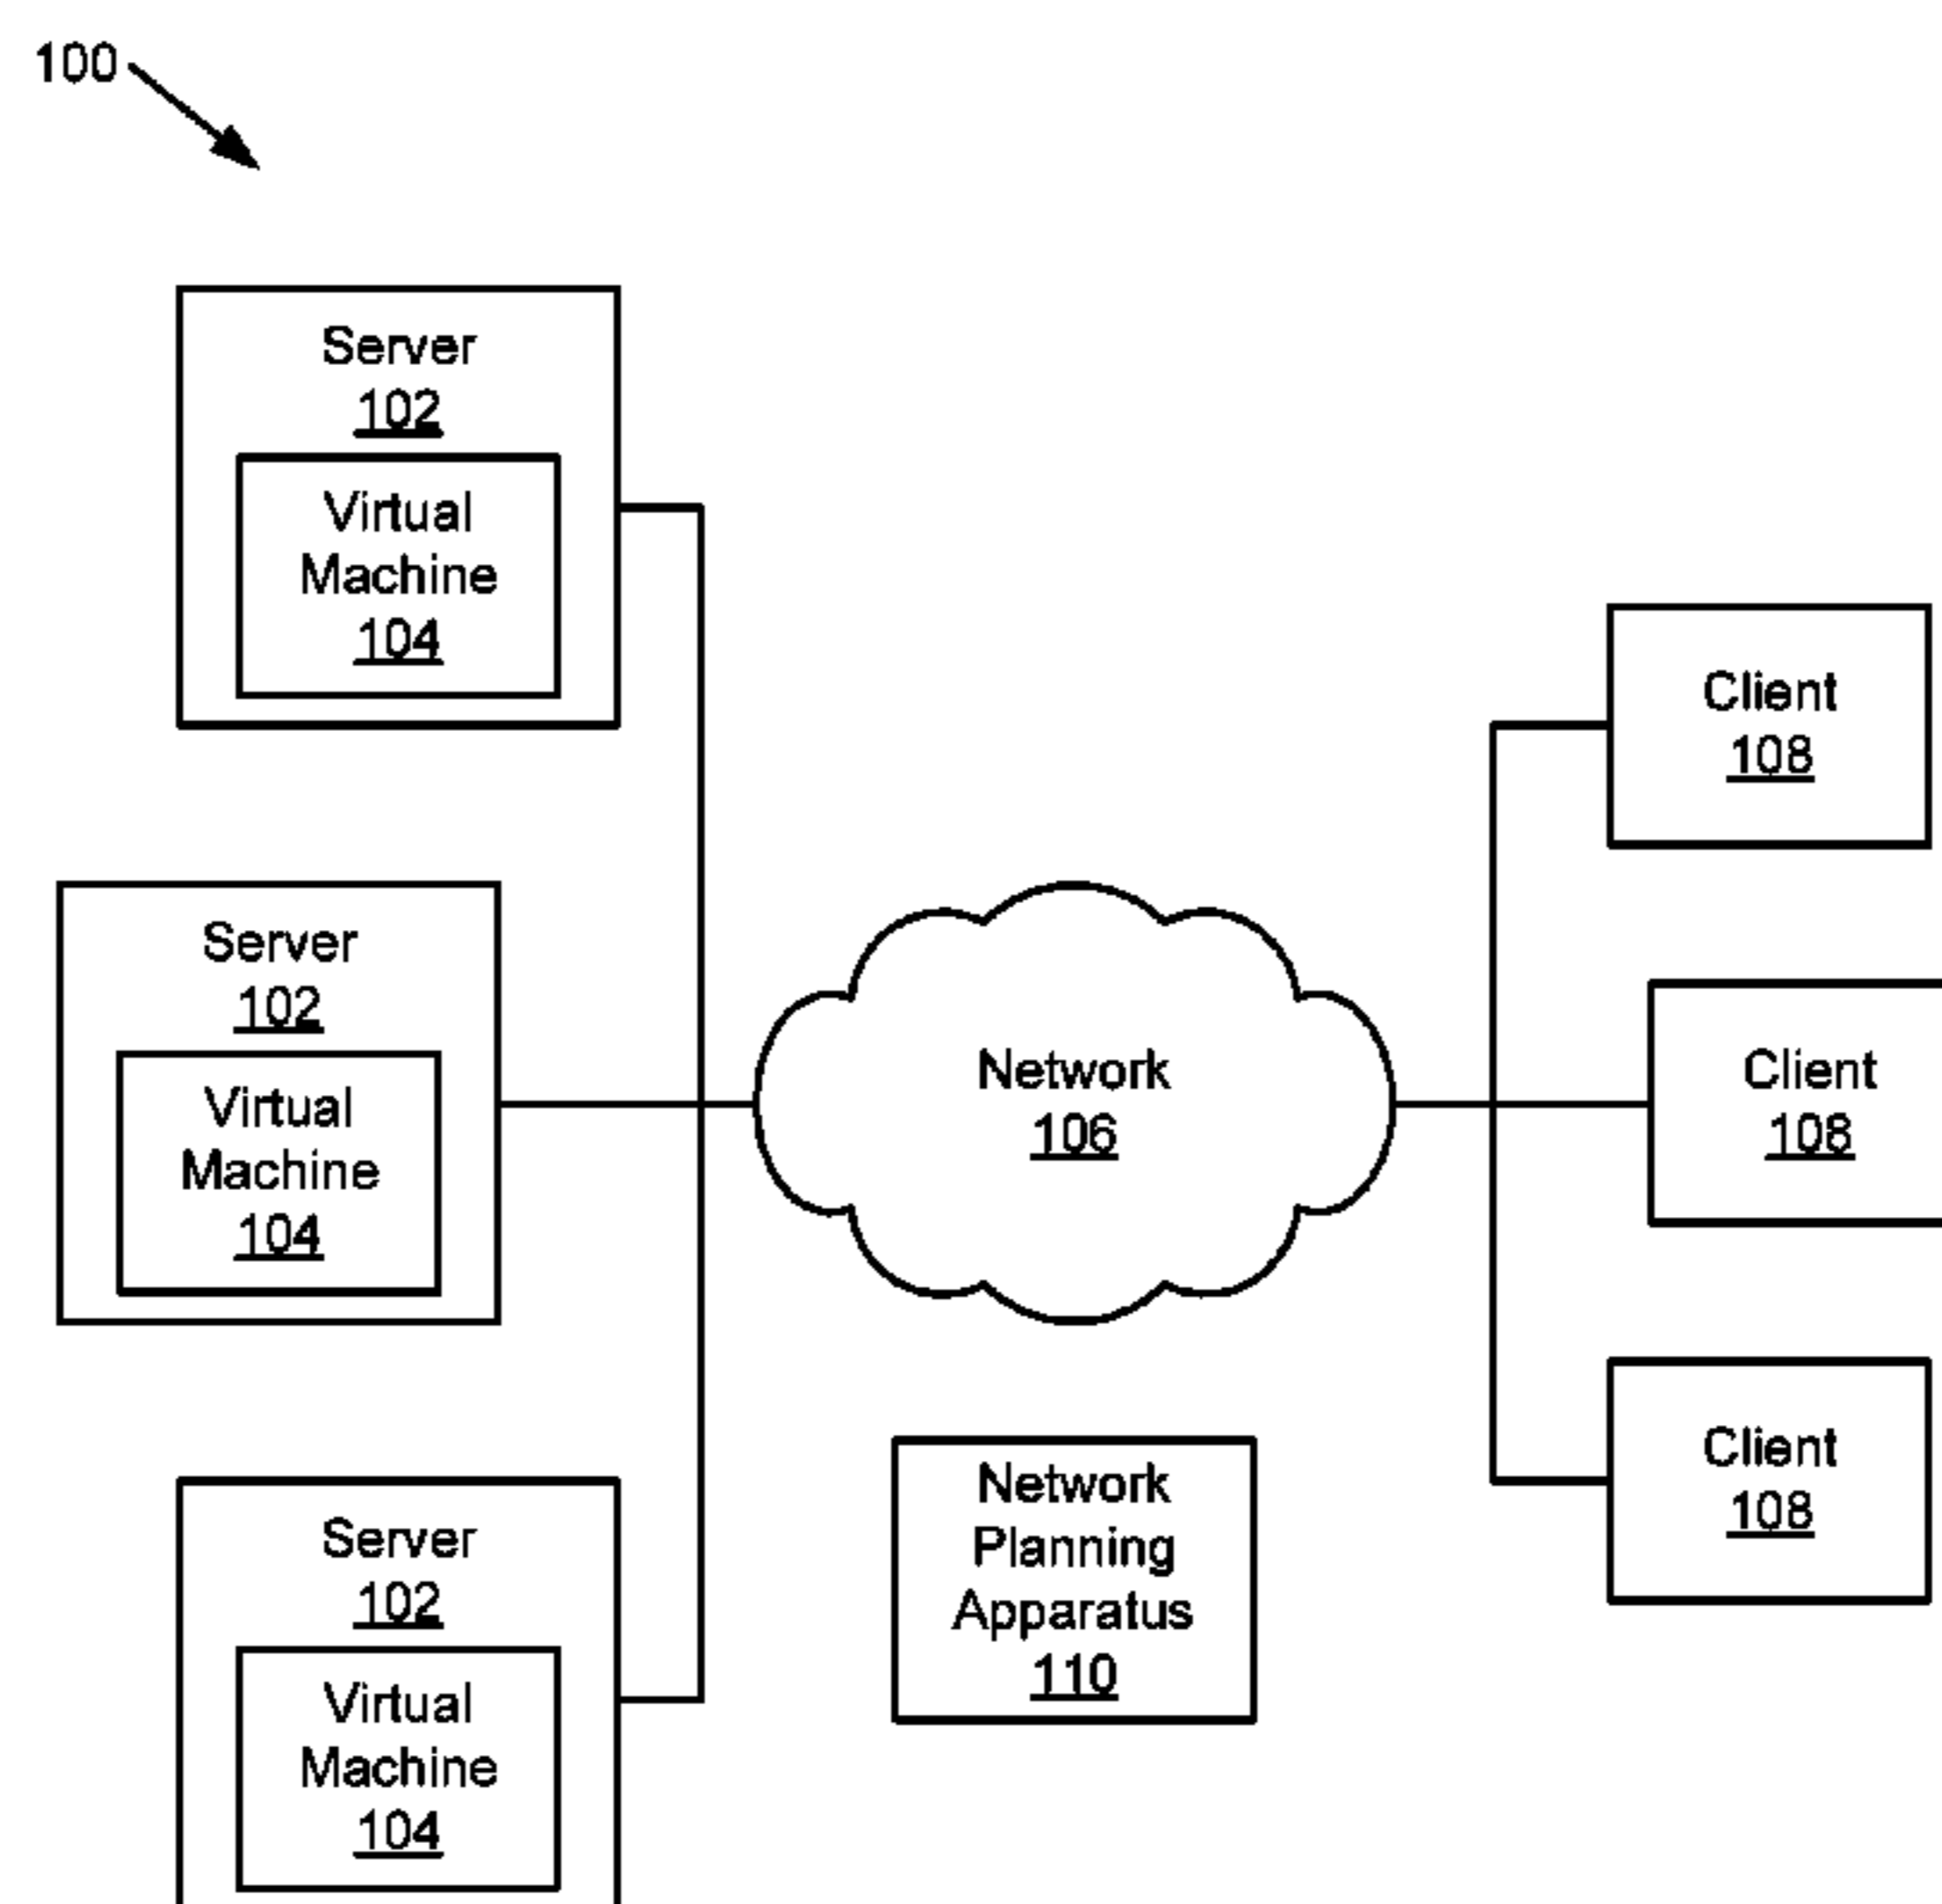 100
Server
102
Virtual
Machine
104
Server
102
Virtual
Machine
104
Server
102
Virtual
Machine
104
Network
106
Network
Planning
Apparatus
110
Client
108
Client
108
Client
108